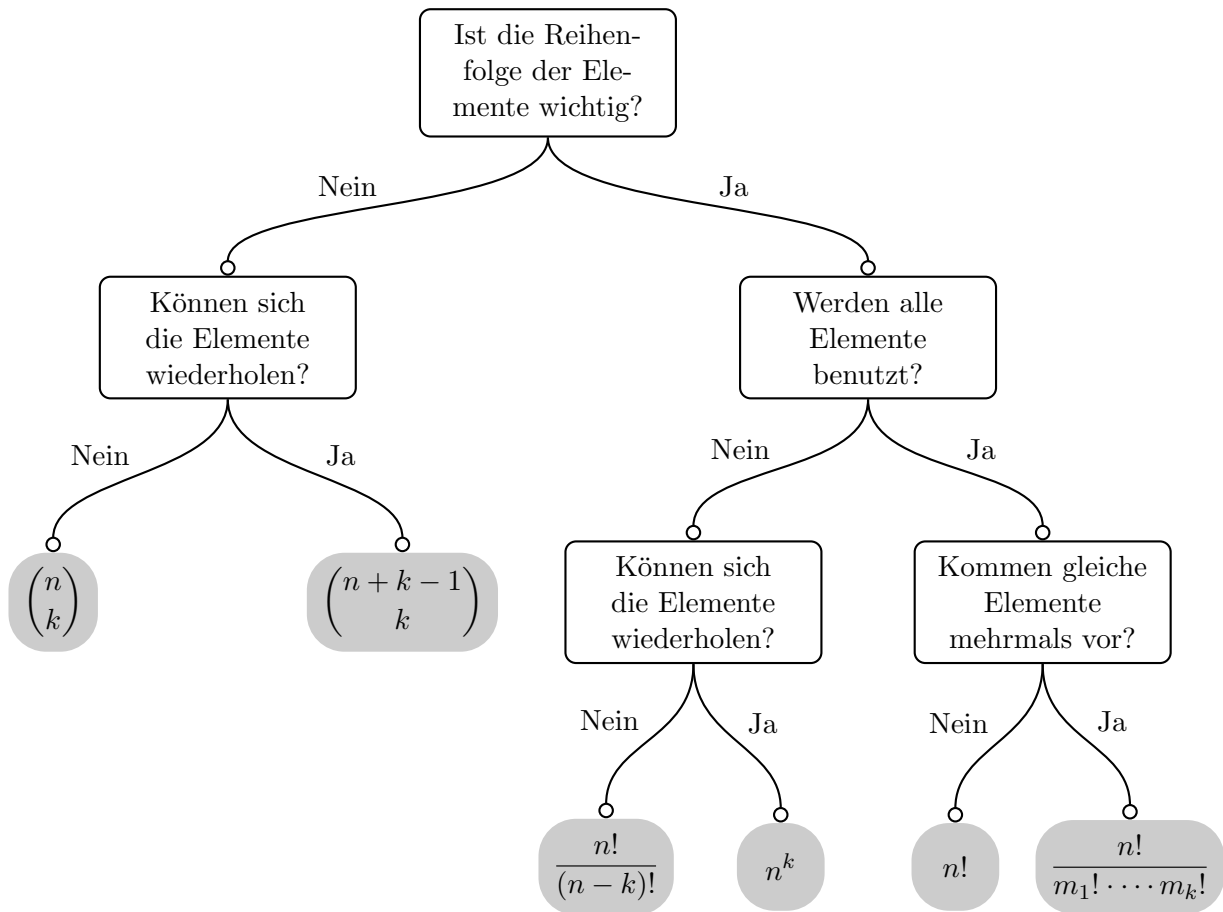 Ist die Reihen-
folge der Ele-
mente wichtig?
Nein
Ja
Können sich
die Elemente
wiederholen?
Werden alle
Elemente
benutzt?
Nein
Ja
Nein
Ja
(n
k)
(n + k − 1
k)
Können sich
die Elemente
wiederholen?
Kommen gleiche
Elemente
mehrmals vor?
Nein
Ja
Nein
Ja
n!
(n − k)!
n^k
n!
n!
m₁! · · · · m_k!